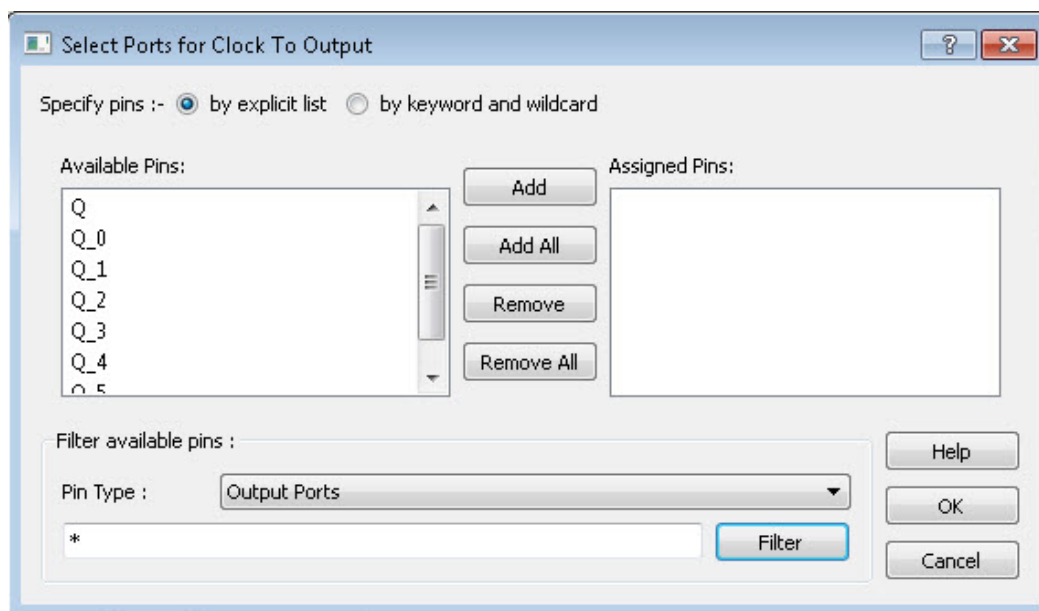 Select Ports for Clock To Output
Specify pins :- by explicit list by keyword and wildcard
Available Pins:
Assigned Pins:
Q
Q_0
Q_1
Q_2
Q_3
Q_4
Q_5
Add
Add All
Remove
Remove All
Filter available pins :
Pin Type : Output Ports
*
Filter
Help
OK
Cancel